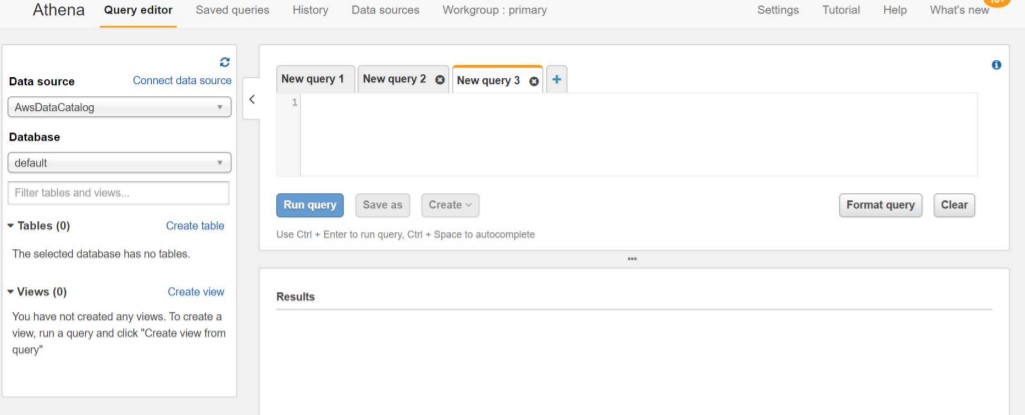 Athena Query editor Saved queries History Data sources Workgroup : primary Settings Tutorial Help What's new
Data source Connect data source
AwsDataCatalog
Database
default
Filter tables and views...
Tables (0) Create table
The selected database has no tables.
Views (0) Create view
You have not created any views. To create a
view, run a query and click "Create view from
query"
New query 1 New query 2 New query 3 +
1
Run query Save as Create Format query Clear
Use Ctrl + Enter to run query, Ctrl + Space to autocomplete
Results